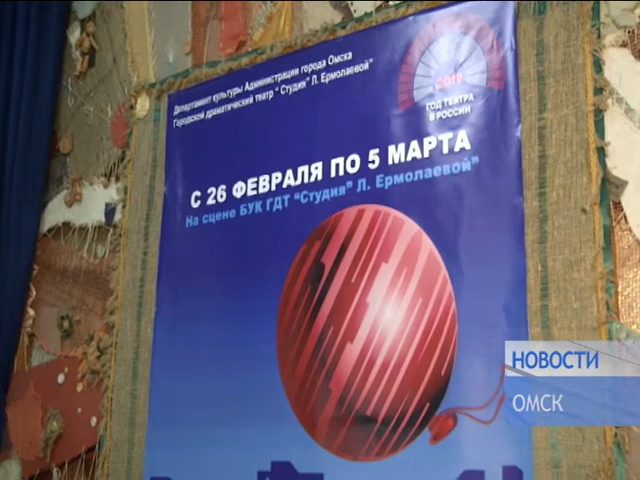 Департамент культуры Администрации города Омска
Городской драматический театр "Студия" Л. Ермолаевой"
2019
ГОД ТЕАТРА
В РОССИИ
С 26 ФЕВРАЛЯ ПО 5 МАРТА
На сцене БУК ГДТ "Студия" Л. Ермолаевой"
НОВОСТИ
ОМСК